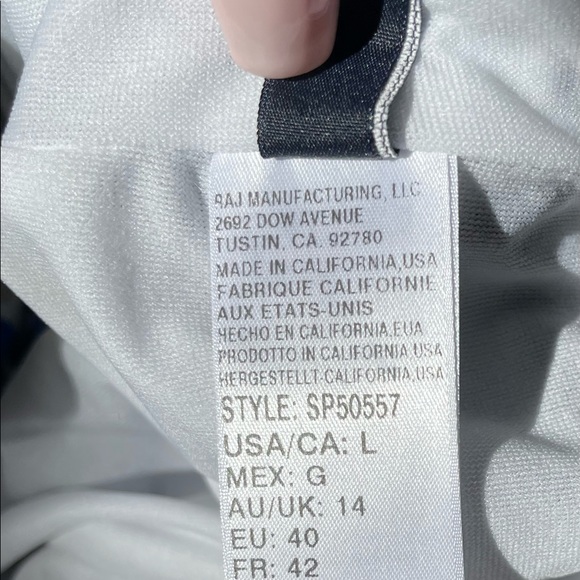 RAJ MANUFACTURING, LLC
2692 DOW AVENUE
TUSTIN, CA. 92780
MADE IN CALIFORNIA,USA
FABRIQUE CALIFORNIE
AUX ETATS-UNIS
HECHO EN CALIFORNIA.EUA
PRODOTTO IN CALIFORNIA USA
HERGESTELLT-CALIFORNIA.USA
STYLE: SP50557
USA/CA: L
MEX: G
AU/UK: 14
EU: 40
FR: 42